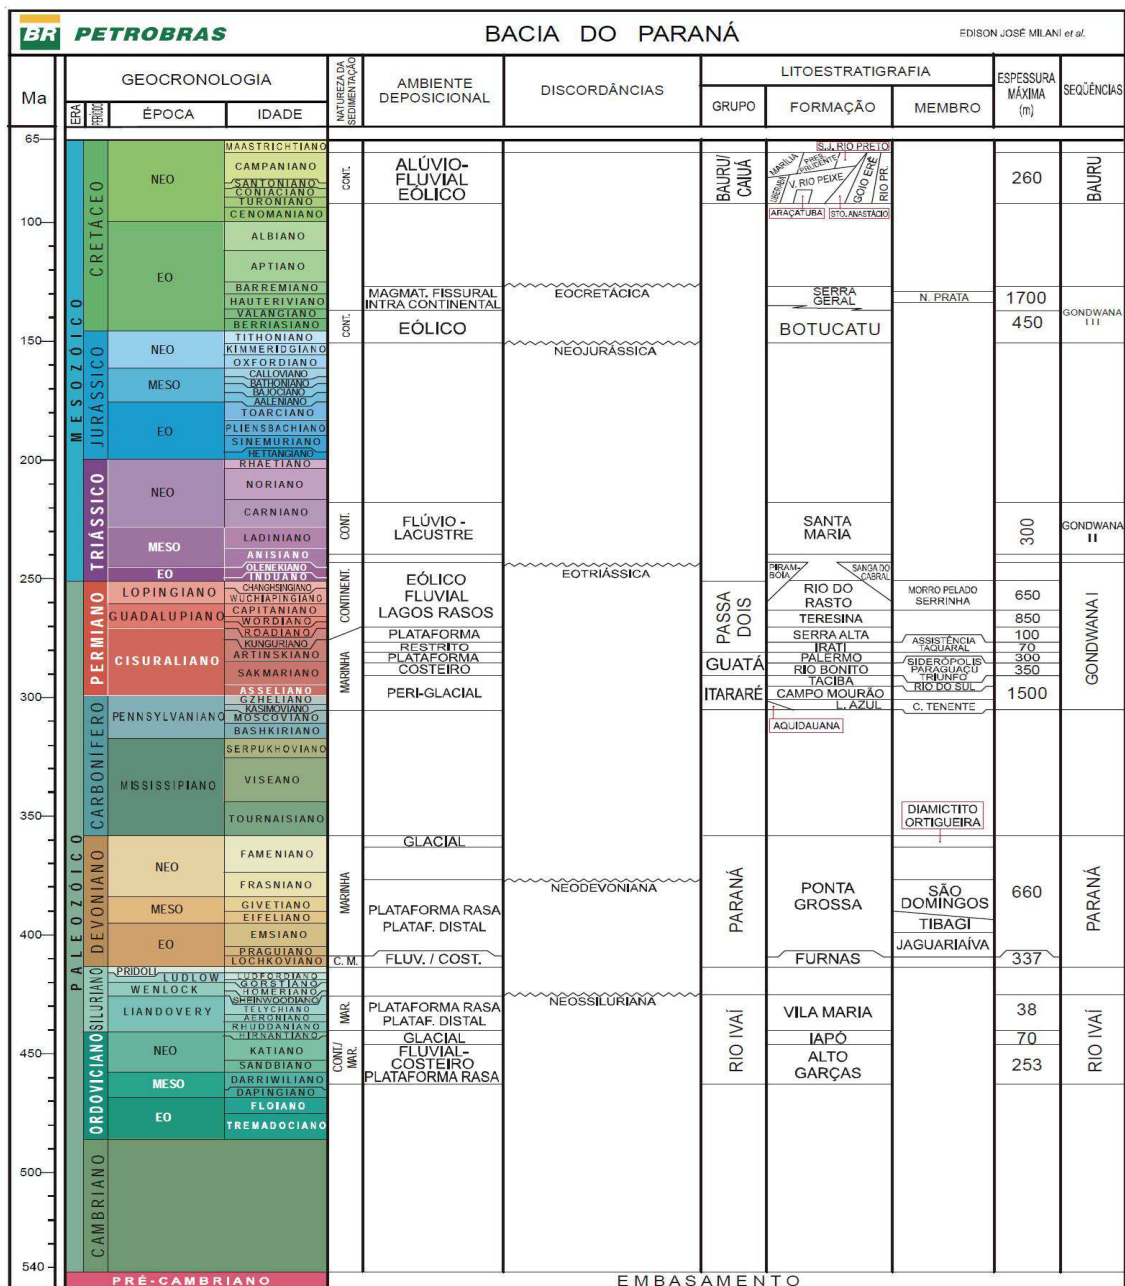 BR PETROBRAS
BACIA DO PARANÁ
EDISON JOSÉ MILANI et al.
Ma
GEOCRONOLOGIA
ERA
PERÍODO
ÉPOCA
IDADE
NATUREZA DA
SEDIMENTAÇÃO
AMBIENTE
DEPOSICIONAL
DISCORDÂNCIAS
LITOESTRATIGRAFIA
GRUPO
FORMAÇÃO
MEMBRO
ESPESSURA
MÁXIMA
(m)
SEQÜÊNCIAS
65
100
150
200
250
300
350
400
450
500
540
MESOZÓICO
PALEOZÓICO
CRETÁCEO
JURÁSSICO
TRIÁSSICO
PERMIANO
CARBONÍFERO
DEVONIANO
SILURIANO
ORDOVICIANO
CAMBRIANO
NEO
EO
NEO
MESO
EO
NEO
MESO
EO
LOPINGIANO
GUADALUPIANO
CISURALIANO
PENNSYLVANIANO
MISSISSIPIANO
NEO
MESO
EO
PRIDOLI
LUDLOW
WENLOCK
LIANDOVERY
NEO
MESO
EO
MAASTRICHTIANO
CAMPANIANO
SANTONIANO
CONIACIANO
TURONIANO
CENOMANIANO
ALBIANO
APTIANO
BARREMIANO
HAUTERIVIANO
VALANGIANO
BERRIASIANO
TITHONIANO
KIMMERIDGIANO
OXFORDIANO
CALLOVIANO
BATHONIANO
BAJOCIANO
AALENIANO
TOARCIANO
PLIENSBACHIANO
SINEMURIANO
HETTANGIANO
RHAETIANO
NORIANO
CARNIANO
LADINIANO
ANISIANO
OLENEKIANO
INDUANO
CHANGHSINGIANO
WUCHIAPINGIANO
CAPITANIANO
WORDIANO
ROADIANO
KUNGURIANO
ARTINSKIANO
SAKMARIANO
ASSELIANO
GZHELIANO
KASIMOVIANO
MOSCOVIANO
BASHKIRIANO
SERPUKHOVIANO
VISEANO
TOURNAISIANO
FAMENIANO
FRASNIANO
GIVETIANO
EIFELIANO
EMSIANO
PRAGUIANO
LOCHKOVIANO
LUDFORDIANO
GORSTIANO
HOMERIANO
SHEINWOODIANO
TELYCHIANO
AERONIANO
RHUDDANIANO
HIRNANTIANO
KATIANO
SANDBIANO
DARRIWILIANO
DAPINGIANO
FLOIANO
TREMADOCIANO
CONT.
CONT.
CONT.
CONTINENT.
MARINHA
MARINHA
C. M.
MAR.
CONT./
MAR.
ALÚVIO-
FLUVIAL
EÓLICO
MAGMAT. FISSURAL
INTRA CONTINENTAL
EÓLICO
FLÚVIO -
LACUSTRE
EÓLICO
FLUVIAL
LAGOS RASOS
PLATAFORMA
RESTRITO
PLATAFORMA
COSTEIRO
PERI-GLACIAL
GLACIAL
PLATAFORMA RASA
PLATAF. DISTAL
FLUV. / COST.
PLATAFORMA RASA
PLATAF. DISTAL
GLACIAL
FLUVIAL-
COSTEIRO
PLATAFORMA RASA
EOCRETÁCICA
NEOJURÁSSICA
EOTRIÁSSICA
NEODEVONIANA
NEOSSILURIANA
BAURU/
CAIUÁ
PASSA
DOIS
GUATÁ
ITARARÉ
PARANÁ
RIO IVAÍ
S.J. RIO PRETO
MARÍLIA
PRES.
PRUDENTE
UBERABA
V. RIO PEIXE
GOIO ERÊ
RIO PR.
ARAÇATUBA
STO. ANASTÁCIO
SERRA
GERAL
BOTUCATU
SANTA
MARIA
PIRAM-
BÓIA
SANGA DO
CABRAL
RIO DO
RASTO
TERESINA
SERRA ALTA
IRATI
PALERMO
RIO BONITO
TACIBA
CAMPO MOURÃO
L. AZUL
AQUIDAUANA
PONTA
GROSSA
FURNAS
VILA MARIA
IAPÓ
ALTO
GARÇAS
N. PRATA
MORRO PELADO
SERRINHA
ASSISTÊNCIA
TAQUARAL
SIDERÓPOLIS
PARAGUAÇU
TRIUNFO
RIO DO SUL
C. TENENTE
DIAMICTITO
ORTIGUEIRA
SÃO
DOMINGOS
TIBAGI
JAGUARIAÍVA
260
1700
450
300
650
850
100
70
300
350
1500
660
337
38
70
253
BAURU
GONDWANA
III
GONDWANA
II
GONDWANA I
PARANÁ
RIO IVAÍ
PRÉ-CAMBRIANO
EMBASAMENTO